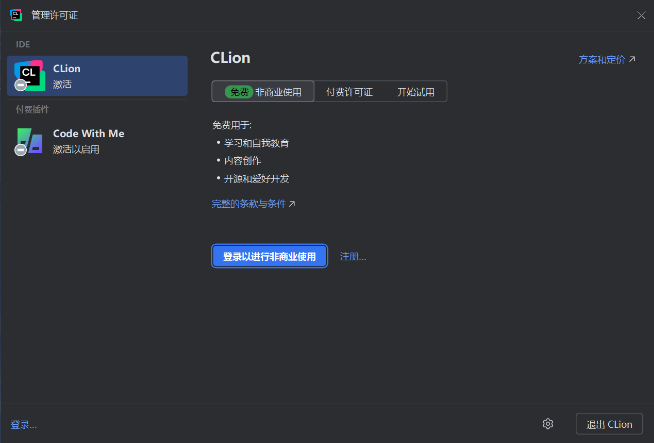 管理许可证
IDE
CL
CLion
激活
付费插件
Code With Me
激活以启用
CLion
方案和定价 ↗
免费 非商业使用
付费许可证
开始试用
免费用于:
• 学习和自我教育
• 内容创作
• 开源和爱好开发
完整的条款与条件 ↗
登录以进行非商业使用
注册...
登录...
退出 CLion